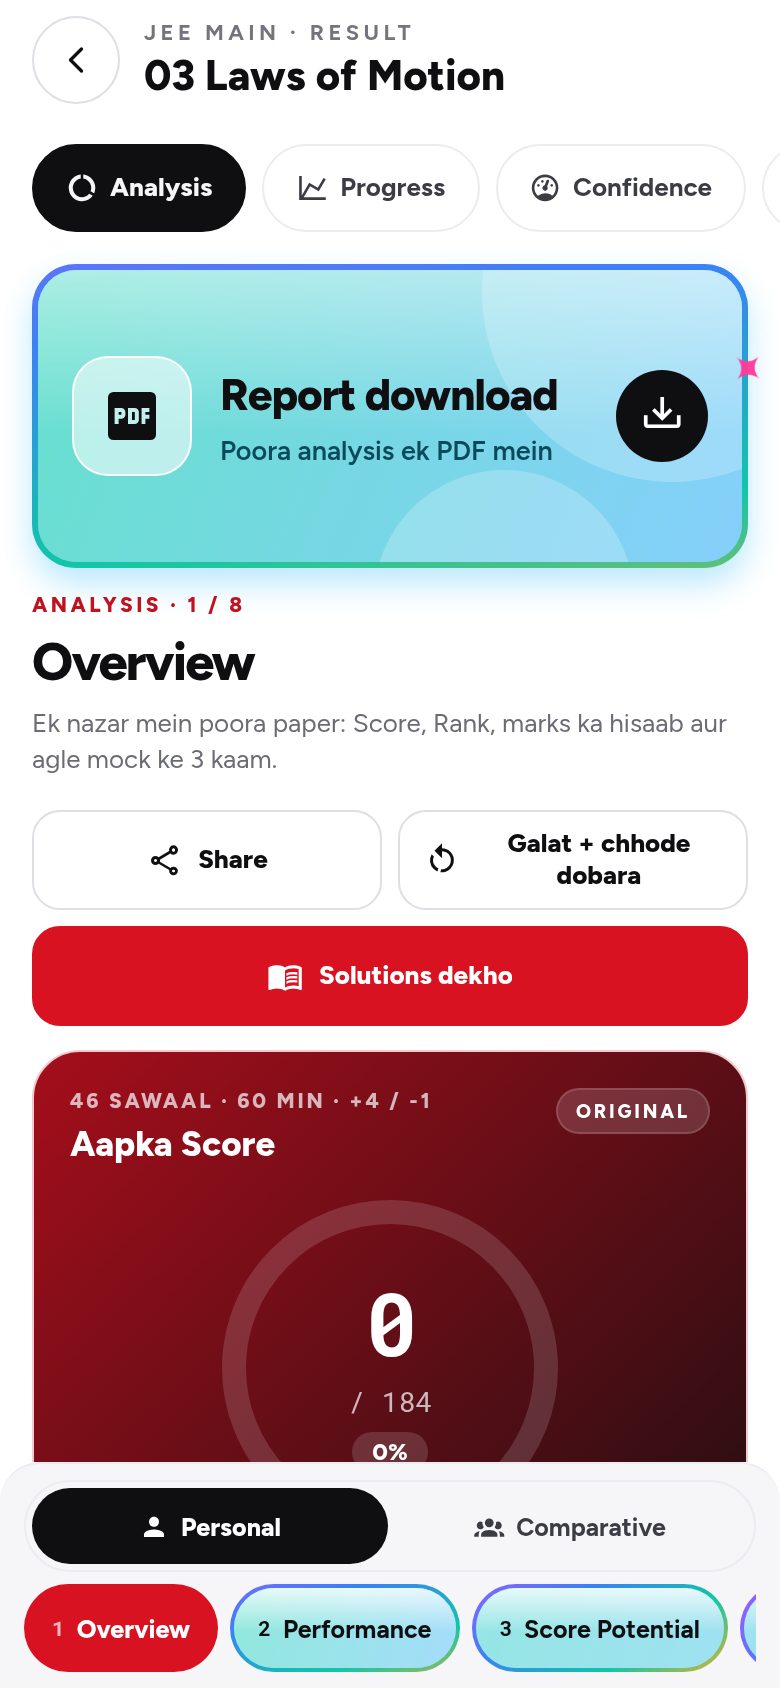 JEE MAIN · RESULT
03 Laws of Motion
Analysis
Progress
Confidence
PDF
Report download
Poora analysis ek PDF mein
ANALYSIS · 1 / 8
Overview
Ek nazar mein poora paper: Score, Rank, marks ka hisaab aur
agle mock ke 3 kaam.
Share
Galat + chhode
dobara
Solutions dekho
46 SAWAAL · 60 MIN · +4 / -1
ORIGINAL
Aapka Score
0
/ 184
0%
Personal
Comparative
1 Overview
2 Performance
3 Score Potential